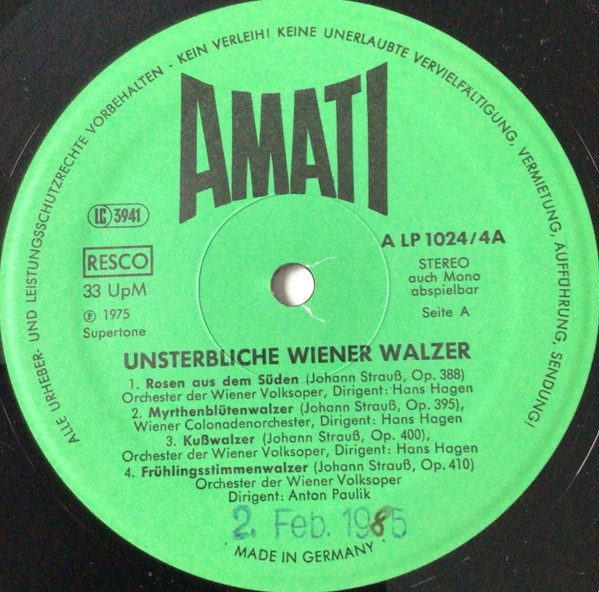 ALLE URHEBER- UND LEISTUNGSSCHUTZRECHTE VORBEHALTEN - KEIN VERLEIH! KEINE UNERLAUBTE VERVIELFÄLTIGUNG, VERMIETUNG, AUFFÜHRUNG, SENDUNG!
AMATI
LC 3941
RESCO
33 UpM
Ⓟ 1975
Supertone
A LP 1024/4A
STEREO
auch Mono
abspielbar
Seite A
UNSTERBLICHE WIENER WALZER
1. Rosen aus dem Süden (Johann Strauß, Op. 388)
Orchester der Wiener Volksoper, Dirigent: Hans Hagen
2. Myrthenblütenwalzer (Johann Strauß, Op. 395),
Wiener Colonadenorchester, Dirigent: Hans Hagen
3. Kußwalzer (Johann Strauß, Op. 400),
Orchester der Wiener Volksoper, Dirigent: Hans Hagen
4. Frühlingsstimmenwalzer (Johann Strauß, Op. 410)
Orchester der Wiener Volksoper
Dirigent: Anton Paulik
2. Feb. 1985
MADE IN GERMANY